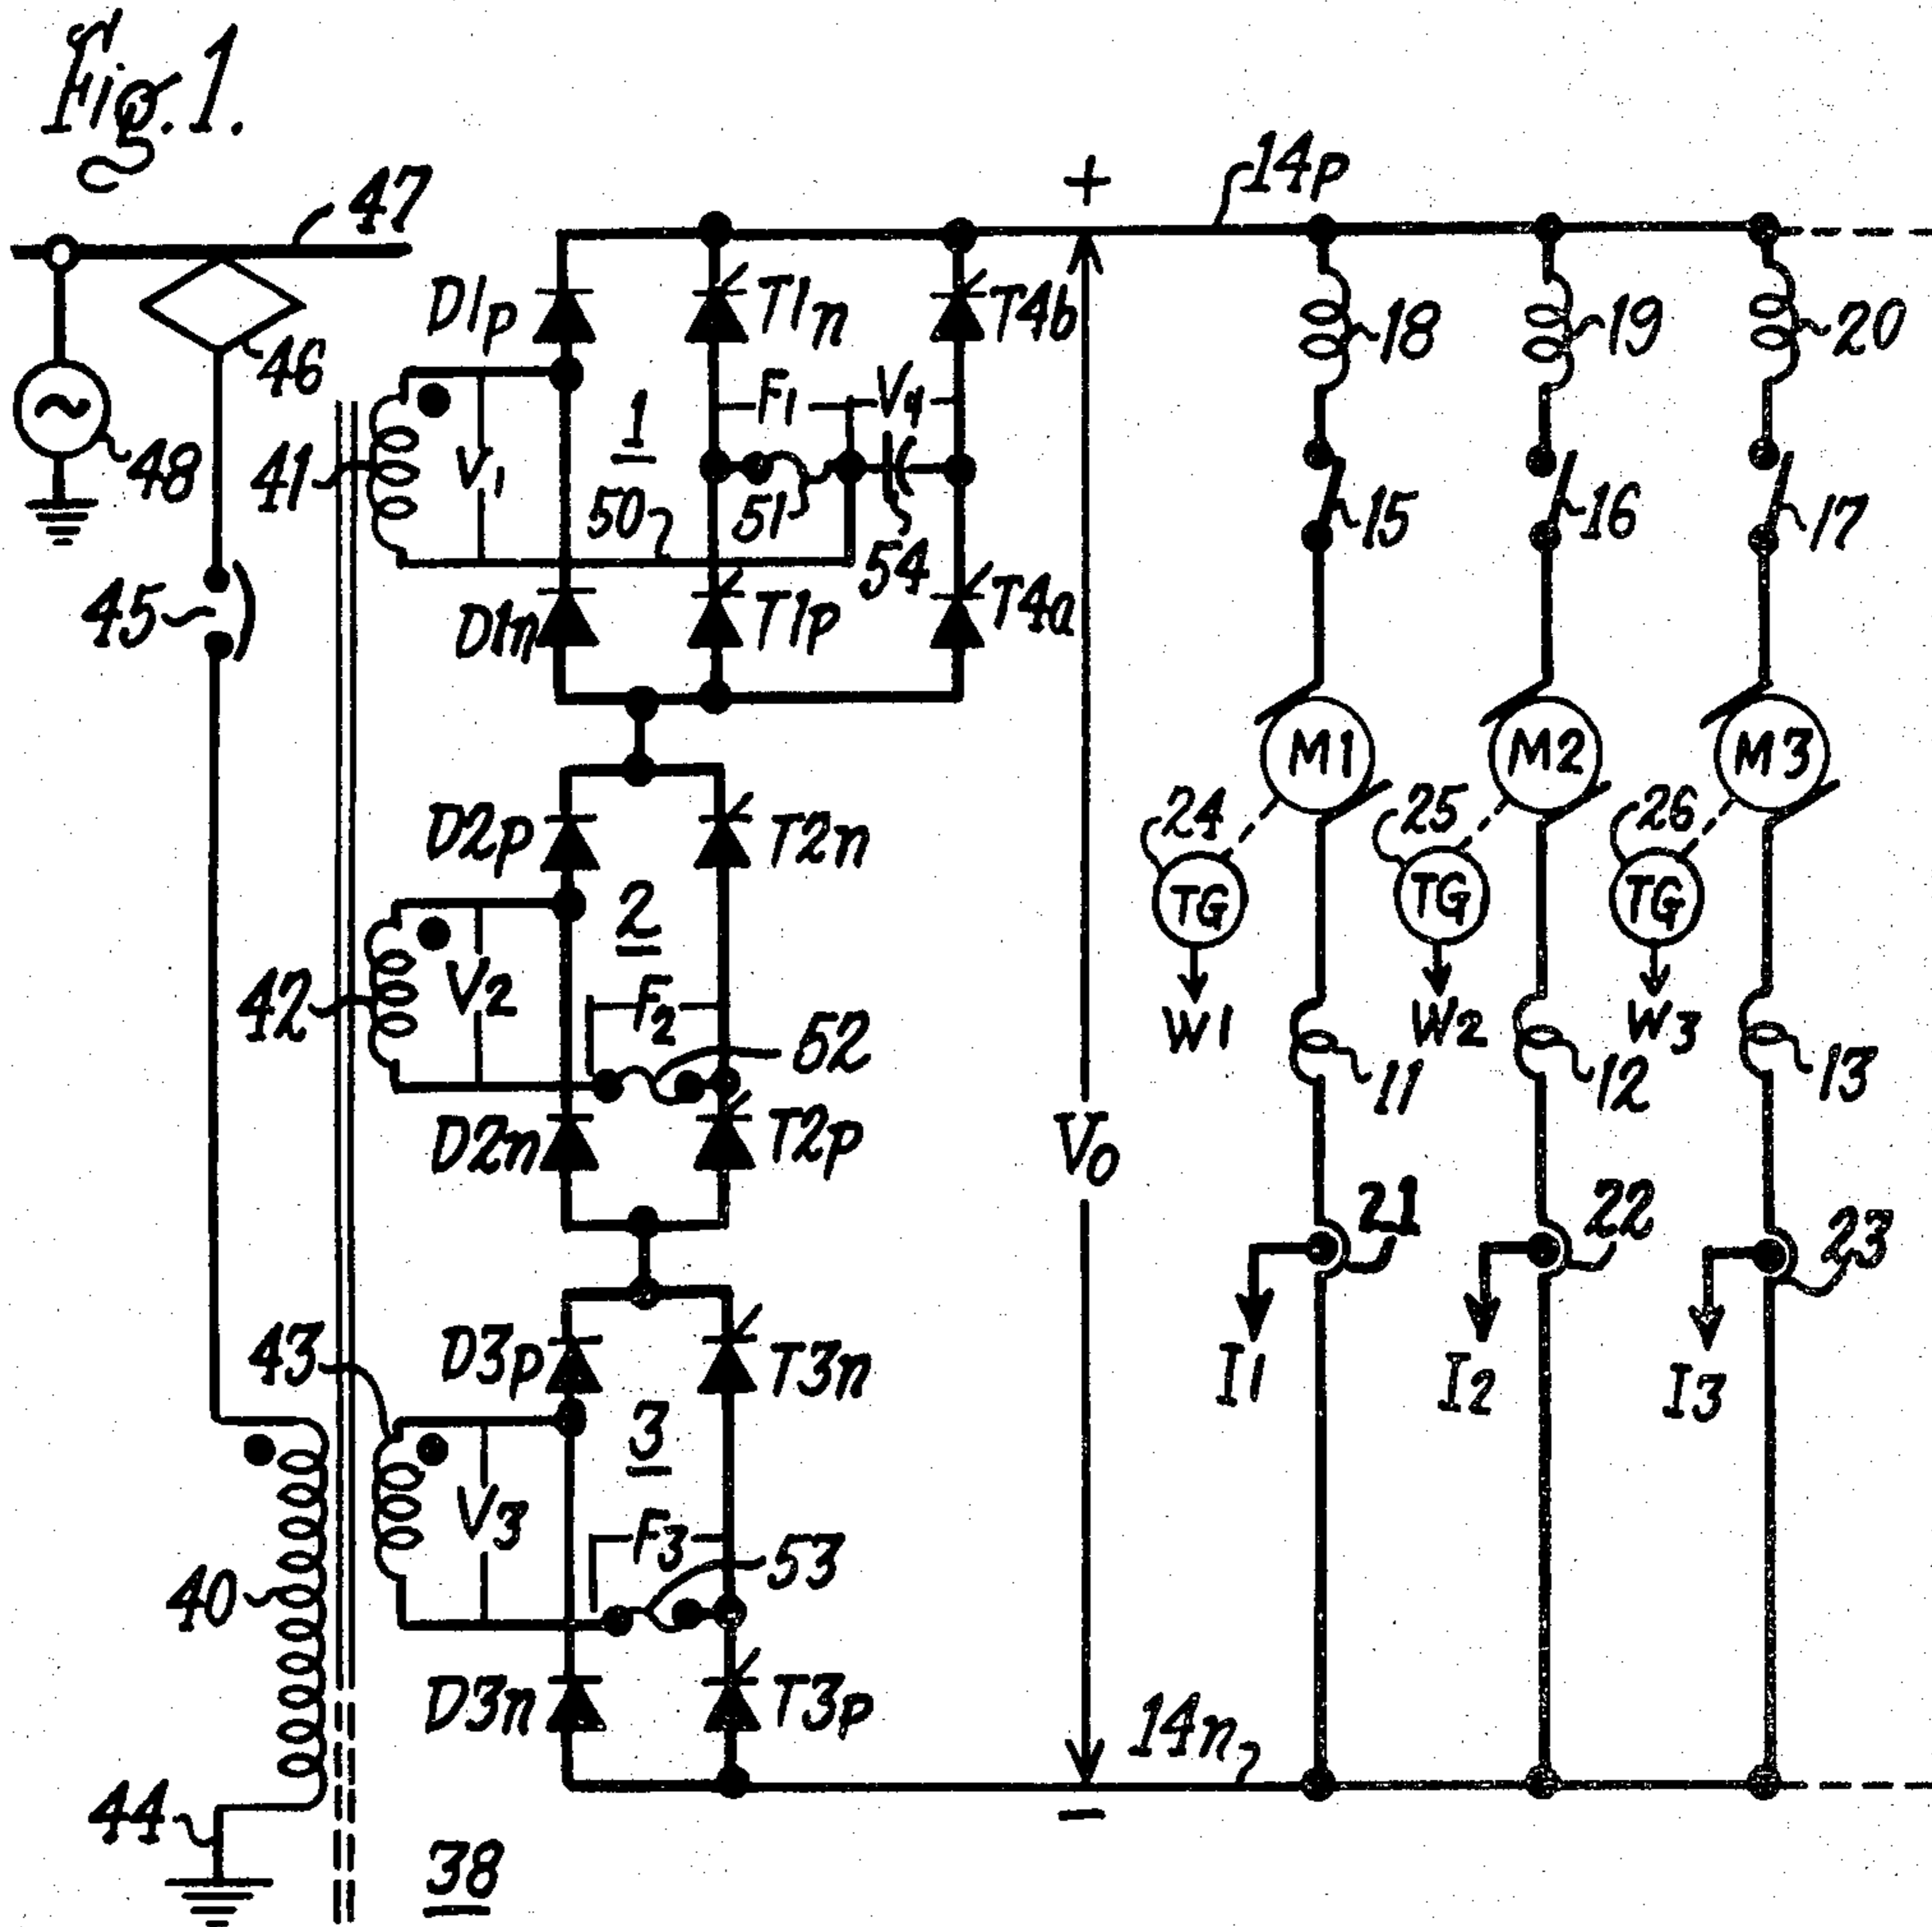 Fig. 1.
47
14p
+
D1p
T1n
T4b
46
48
41
V1
1
F1
V4
50
51
54
45
D1n
T1p
T4a
18
19
20
15
16
17
M1
M2
M3
24
25
26
TG
TG
TG
W1
W2
W3
D2p
T2n
2
42
V2
F2
52
D2n
T2p
V0
11
12
13
21
22
23
I1
I2
I3
43
D3p
T3n
3
V3
F3
53
40
D3n
T3p
14n
44
−
38